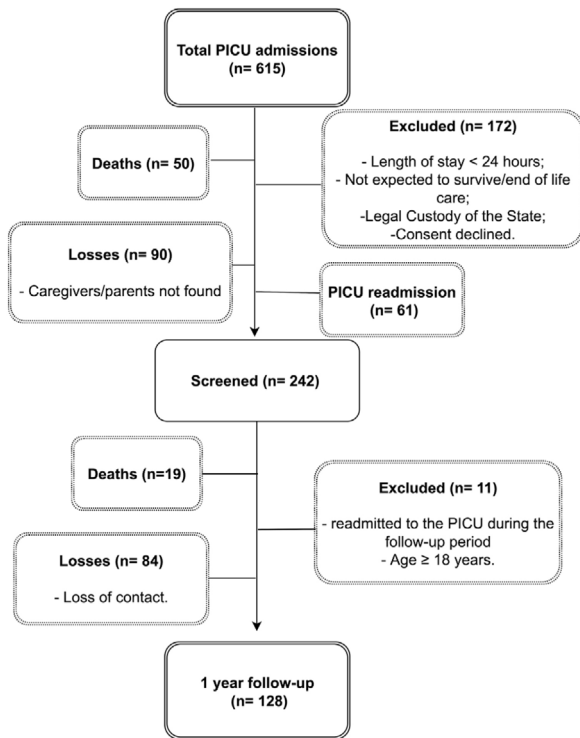 Total PICU admissions
(n= 615)
Deaths (n= 50)
Excluded (n= 172)
- Length of stay < 24 hours;
- Not expected to survive/end of life
care;
-Legal Custody of the State;
-Consent declined.
Losses (n= 90)
- Caregivers/parents not found
PICU readmission
(n= 61)
Screened (n= 242)
Deaths (n=19)
Excluded (n= 11)
- readmitted to the PICU during the
follow-up period
- Age ≥ 18 years.
Losses (n= 84)
- Loss of contact.
1 year follow-up
(n= 128)